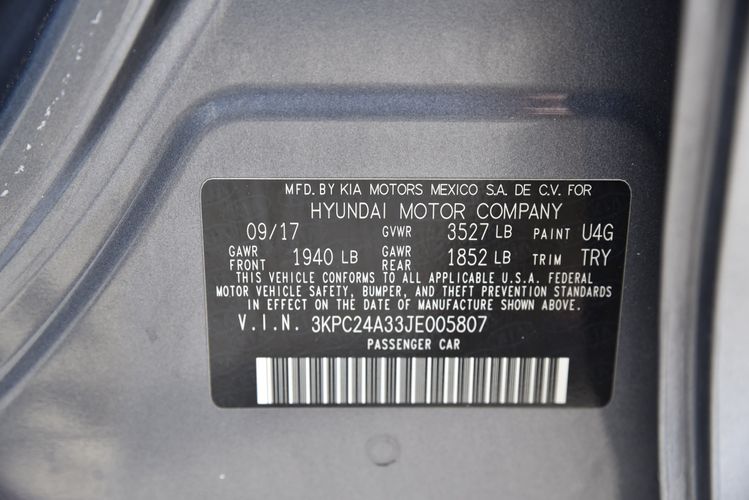 MFD. BY KIA MOTORS MEXICO S.A. DE C.V. FOR
HYUNDAI MOTOR COMPANY
09/17 GVWR 3527 LB PAINT U4G
GAWR FRONT 1940 LB GAWR REAR 1852 LB TRIM TRY
THIS VEHICLE CONFORMS TO ALL APPLICABLE U.S.A. FEDERAL
MOTOR VEHICLE SAFETY, BUMPER, AND THEFT PREVENTION STANDARDS
IN EFFECT ON THE DATE OF MANUFACTURE SHOWN ABOVE.
V.I.N. 3KPC24A33JE005807
PASSENGER CAR